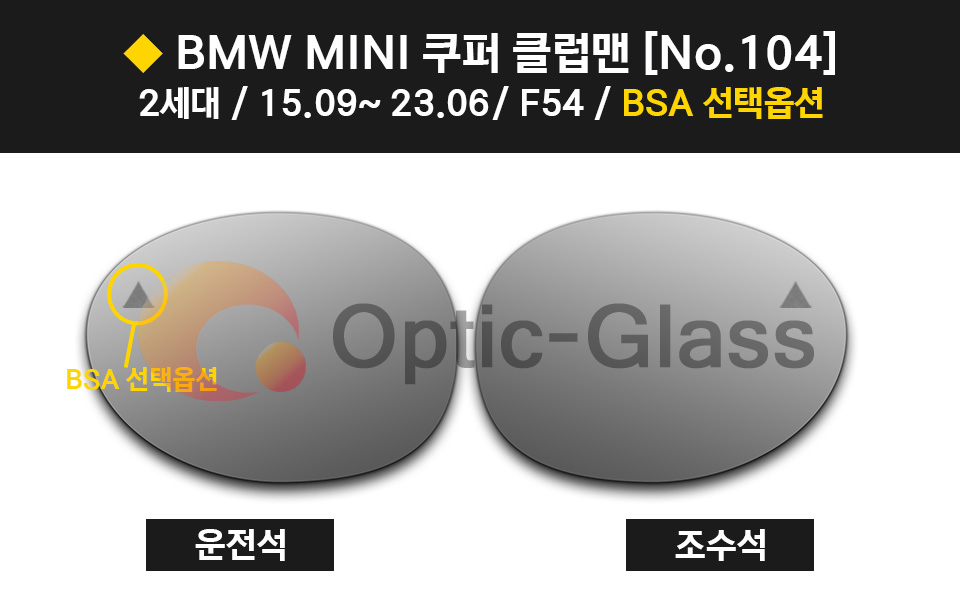 ◆ BMW MINI 쿠퍼 클럽맨 [No.104]
2세대 / 15.09~ 23.06/ F54 / BSA 선택옵션
Optic-Glass
BSA 선택옵션
운전석
조수석